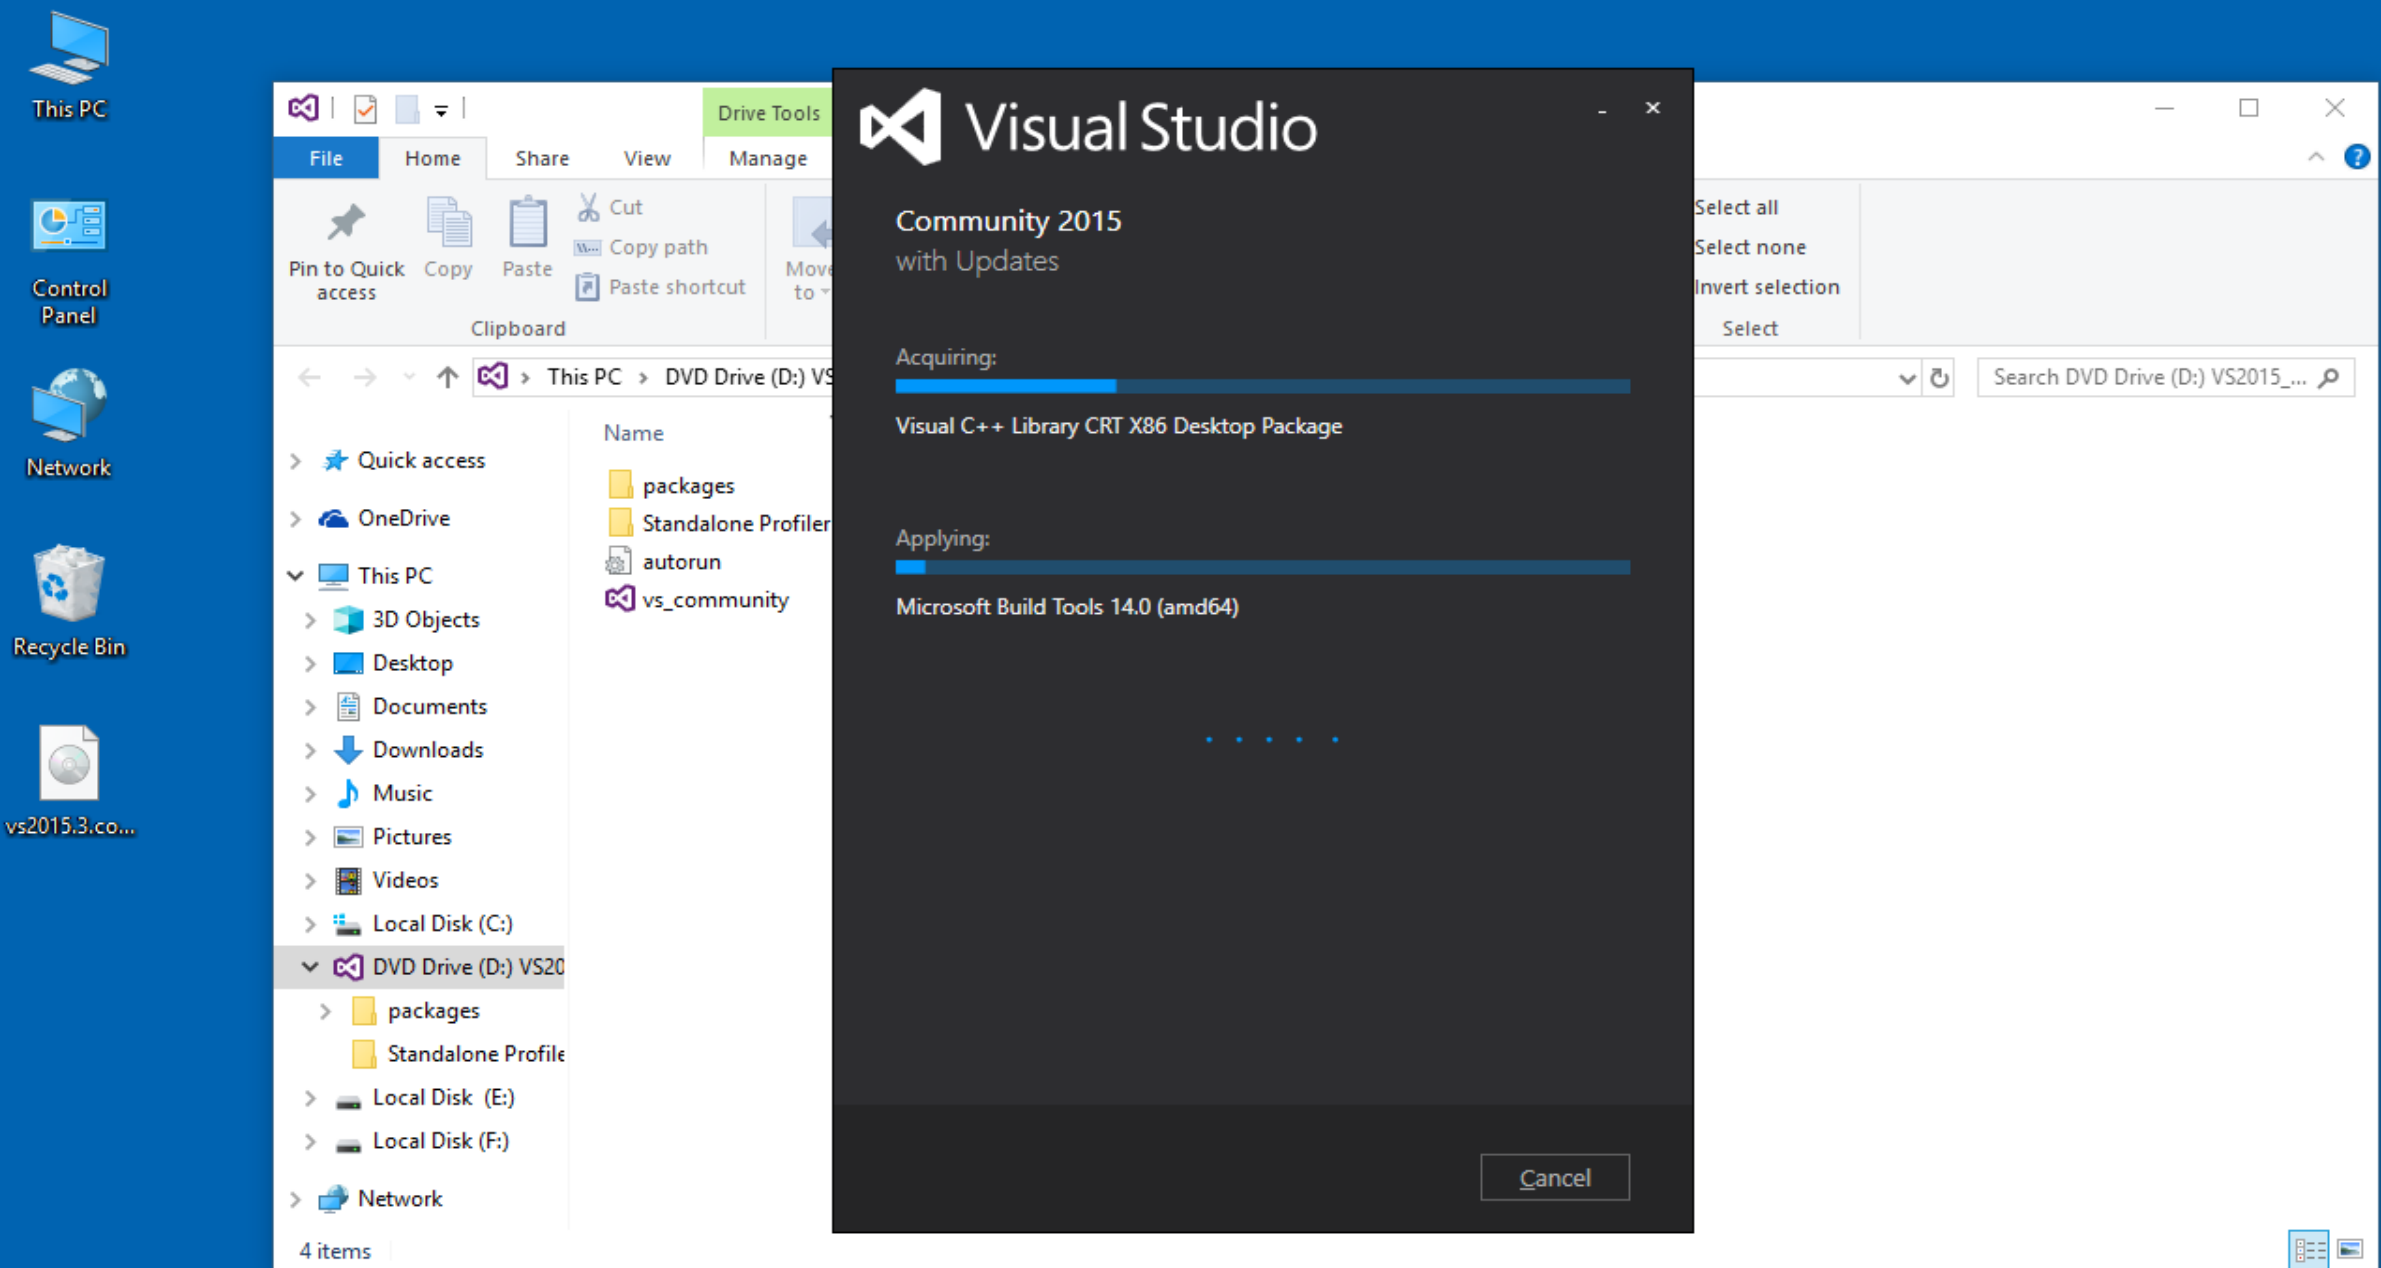 This PC
Control
Panel
Network
Recycle Bin
vs2015.3.co...
Drive Tools
File
Home
Share
View
Manage
Pin to Quick
access
Copy
Paste
Cut
Copy path
Paste shortcut
Move
to
Clipboard
Select all
Select none
Invert selection
Select
This PC > DVD Drive (D:) VS
Search DVD Drive (D:) VS2015_...
Quick access
OneDrive
This PC
3D Objects
Desktop
Documents
Downloads
Music
Pictures
Videos
Local Disk (C:)
DVD Drive (D:) VS20
packages
Standalone Profile
Local Disk (E:)
Local Disk (F:)
Network
4 items
Name
packages
Standalone Profiler
autorun
vs_community
Visual Studio
Community 2015
with Updates
Acquiring:
Visual C++ Library CRT X86 Desktop Package
Applying:
Microsoft Build Tools 14.0 (amd64)
Cancel